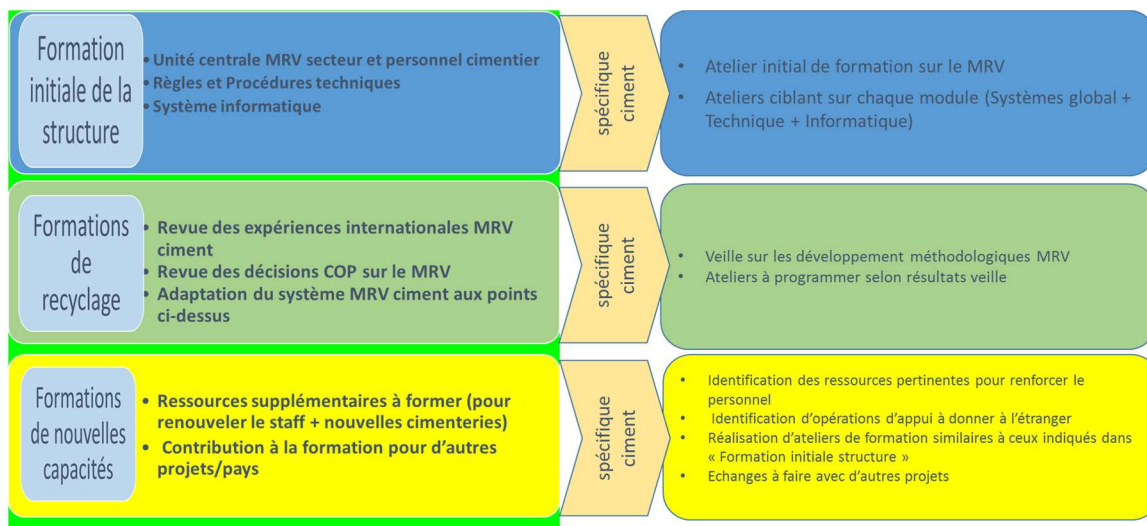 Formation
initiale de la
structure
• Unité centrale MRV secteur et personnel cimentier
• Règles et Procédures techniques
• Système informatique
spécifique
ciment
• Atelier initial de formation sur le MRV
• Ateliers ciblant sur chaque module (Systèmes global +
Technique + Informatique)
Formations
de
recyclage
• Revue des expériences internationales MRV
ciment
• Revue des décisions COP sur le MRV
• Adaptation du système MRV ciment aux points
ci-dessus
spécifique
ciment
• Veille sur les développement méthodologiques MRV
• Ateliers à programmer selon résultats veille
Formations
de nouvelles
capacités
• Ressources supplémentaires à former (pour
renouveler le staff + nouvelles cimenteries)
• Contribution à la formation pour d'autres
projets/pays
spécifique
ciment
• Identification des ressources pertinentes pour renforcer le
personnel
• Identification d'opérations d'appui à donner à l'étranger
• Réalisation d'ateliers de formation similaires à ceux indiqués dans
« Formation initiale structure »
• Echanges à faire avec d'autres projets